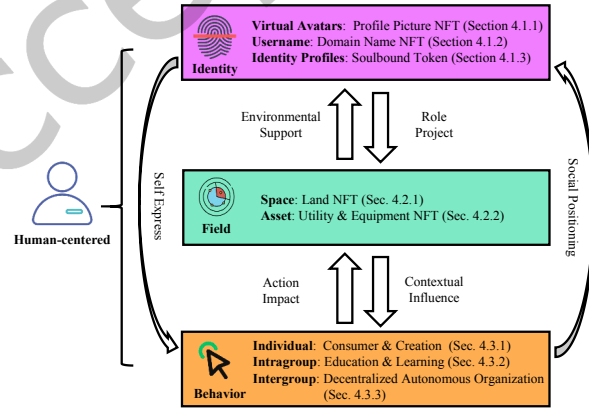 Virtual Avatars: Profile Picture NFT (Section 4.1.1)
Username: Domain Name NFT (Section 4.1.2)
Identity Profiles: Soulbound Token (Section 4.1.3)
Identity
Environmental
Support
Role
Project
Self Express
Social Positioning
Human-centered
Space: Land NFT (Sec. 4.2.1)
Asset: Utility & Equipment NFT (Sec. 4.2.2)
Field
Action
Impact
Contextual
Influence
Individual: Consumer & Creation (Sec. 4.3.1)
Intragroup: Education & Learning (Sec. 4.3.2)
Intergroup: Decentralized Autonomous Organization
(Sec. 4.3.3)
Behavior